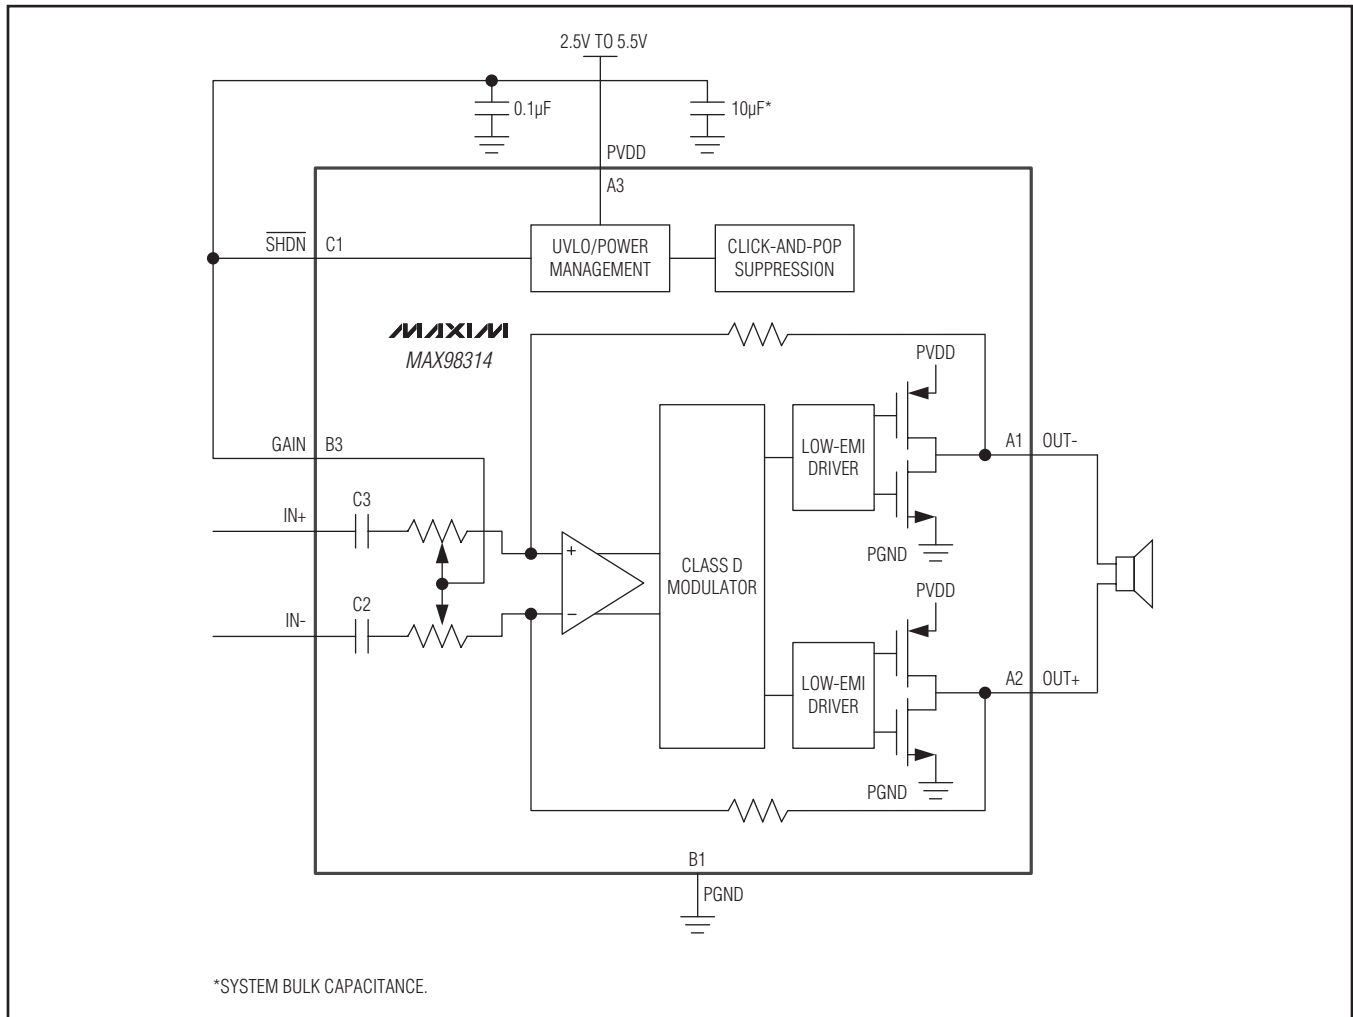 2.5V TO 5.5V
0.1µF
10µF*
PVDD
A3
SHDN
C1
UVLO/POWER
MANAGEMENT
CLICK-AND-POP
SUPPRESSION
MAXIM
MAX98314
PVDD
GAIN
B3
LOW-EMI
DRIVER
A1
OUT-
C3
IN+
PGND
+
CLASS D
MODULATOR
PVDD
C2
−
IN-
LOW-EMI
DRIVER
A2
OUT+
PGND
B1
PGND
*SYSTEM BULK CAPACITANCE.